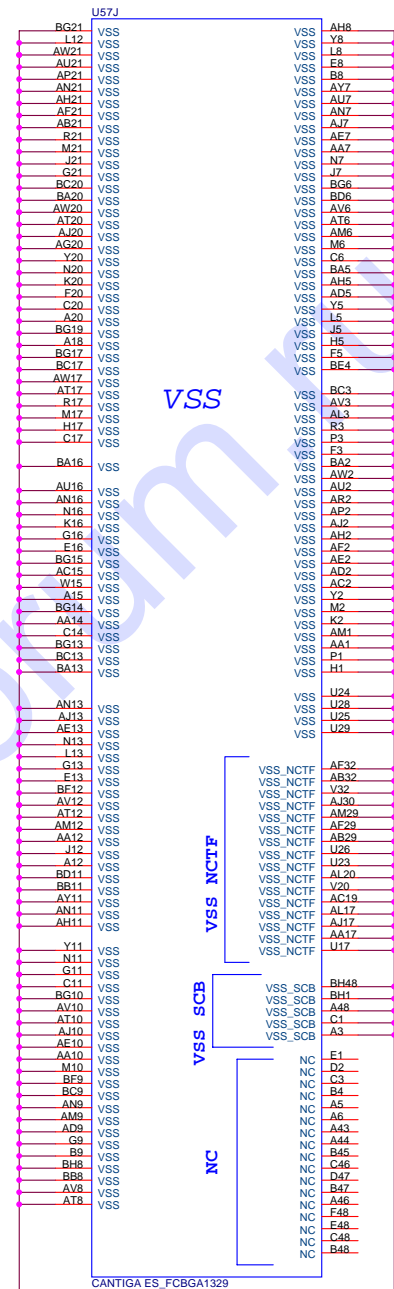 U57J
BG21 VSS VSS AH8
L12 VSS VSS Y8
AW21 VSS VSS L8
AU21 VSS VSS E8
AP21 VSS VSS B8
AN21 VSS VSS AY7
AH21 VSS VSS AU7
AF21 VSS VSS AN7
AB21 VSS VSS AJ7
R21 VSS VSS AE7
M21 VSS VSS AA7
J21 VSS VSS N7
G21 VSS VSS J7
BC20 VSS VSS BG6
BA20 VSS VSS BD6
AW20 VSS VSS AV6
AT20 VSS VSS AT6
AJ20 VSS VSS AM6
AG20 VSS VSS M6
Y20 VSS VSS C6
N20 VSS VSS BA5
K20 VSS VSS AH5
F20 VSS VSS AD5
C20 VSS VSS Y5
A20 VSS VSS L5
BG19 VSS VSS J5
A18 VSS VSS H5
BG17 VSS VSS F5
BC17 VSS VSS BE4
AW17 VSS
AT17 VSS VSS BC3
R17 VSS VSS AV3
M17 VSS VSS AL3
H17 VSS VSS R3
C17 VSS VSS P3
VSS F3
BA16 VSS VSS BA2
VSS AW2
AU16 VSS VSS AU2
AN16 VSS VSS AR2
N16 VSS VSS AP2
K16 VSS VSS AJ2
G16 VSS VSS AH2
E16 VSS VSS AF2
BG15 VSS VSS AE2
AC15 VSS VSS AD2
W15 VSS VSS AC2
A15 VSS VSS Y2
BG14 VSS VSS M2
AA14 VSS VSS K2
C14 VSS VSS AM1
BG13 VSS VSS AA1
BC13 VSS VSS P1
BA13 VSS VSS H1
VSS U24
AN13 VSS VSS U28
AJ13 VSS VSS U25
AE13 VSS VSS U29
N13 VSS
L13 VSS
G13 VSS VSS_NCTF AF32
E13 VSS VSS_NCTF AB32
BF12 VSS VSS_NCTF V32
AV12 VSS VSS_NCTF AJ30
AT12 VSS VSS_NCTF AM29
AM12 VSS VSS_NCTF AF29
AA12 VSS VSS_NCTF AB29
J12 VSS VSS_NCTF U26
A12 VSS VSS_NCTF U23
BD11 VSS VSS_NCTF AL20
BB11 VSS VSS_NCTF V20
AY11 VSS VSS_NCTF AC19
AN11 VSS VSS_NCTF AL17
AH11 VSS VSS_NCTF AJ17
VSS_NCTF AA17
Y11 VSS VSS_NCTF U17
N11 VSS
G11 VSS
C11 VSS VSS_SCB BH48
BG10 VSS VSS_SCB BH1
AV10 VSS VSS_SCB A48
AT10 VSS VSS_SCB C1
AJ10 VSS VSS_SCB A3
AE10 VSS
AA10 VSS NC E1
M10 VSS NC D2
BF9 VSS NC C3
BC9 VSS NC B4
AN9 VSS NC A5
AM9 VSS NC A6
AD9 VSS NC A43
G9 VSS NC A44
B9 VSS NC B45
BH8 VSS NC C46
BB8 VSS NC D47
AV8 VSS NC B47
AT8 VSS NC A46
NC F48
NC E48
NC C48
NC B48
VSS
VSS NCTF
VSS SCB
NC
CANTIGA ES_FCBGA1329